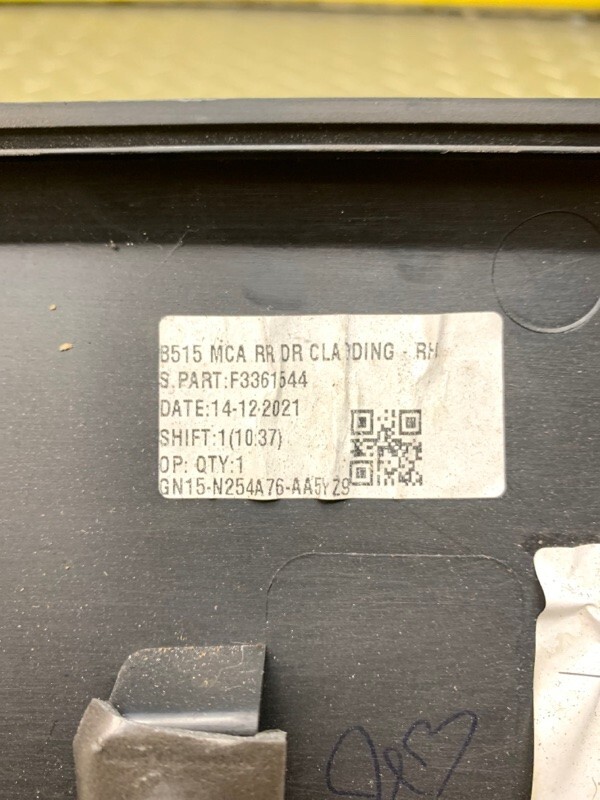 B515 MCA RR DR CLADDING - RH
S.PART:F3361544
DATE:14-12-2021
SHIFT:1(10:37)
OP: QTY:1
GN15-N254A76-AA5YZ9